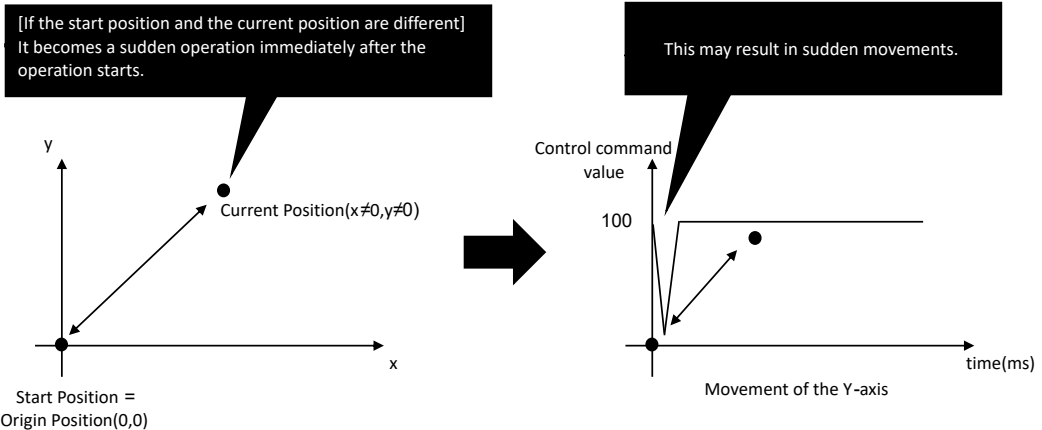 [If the start position and the current position are different]
It becomes a sudden operation immediately after the
operation starts.
This may result in sudden movements.
y
Current Position(x≠0,y≠0)
x
Start Position =
Origin Position(0,0)
Control command
value
100
time(ms)
Movement of the Y-axis